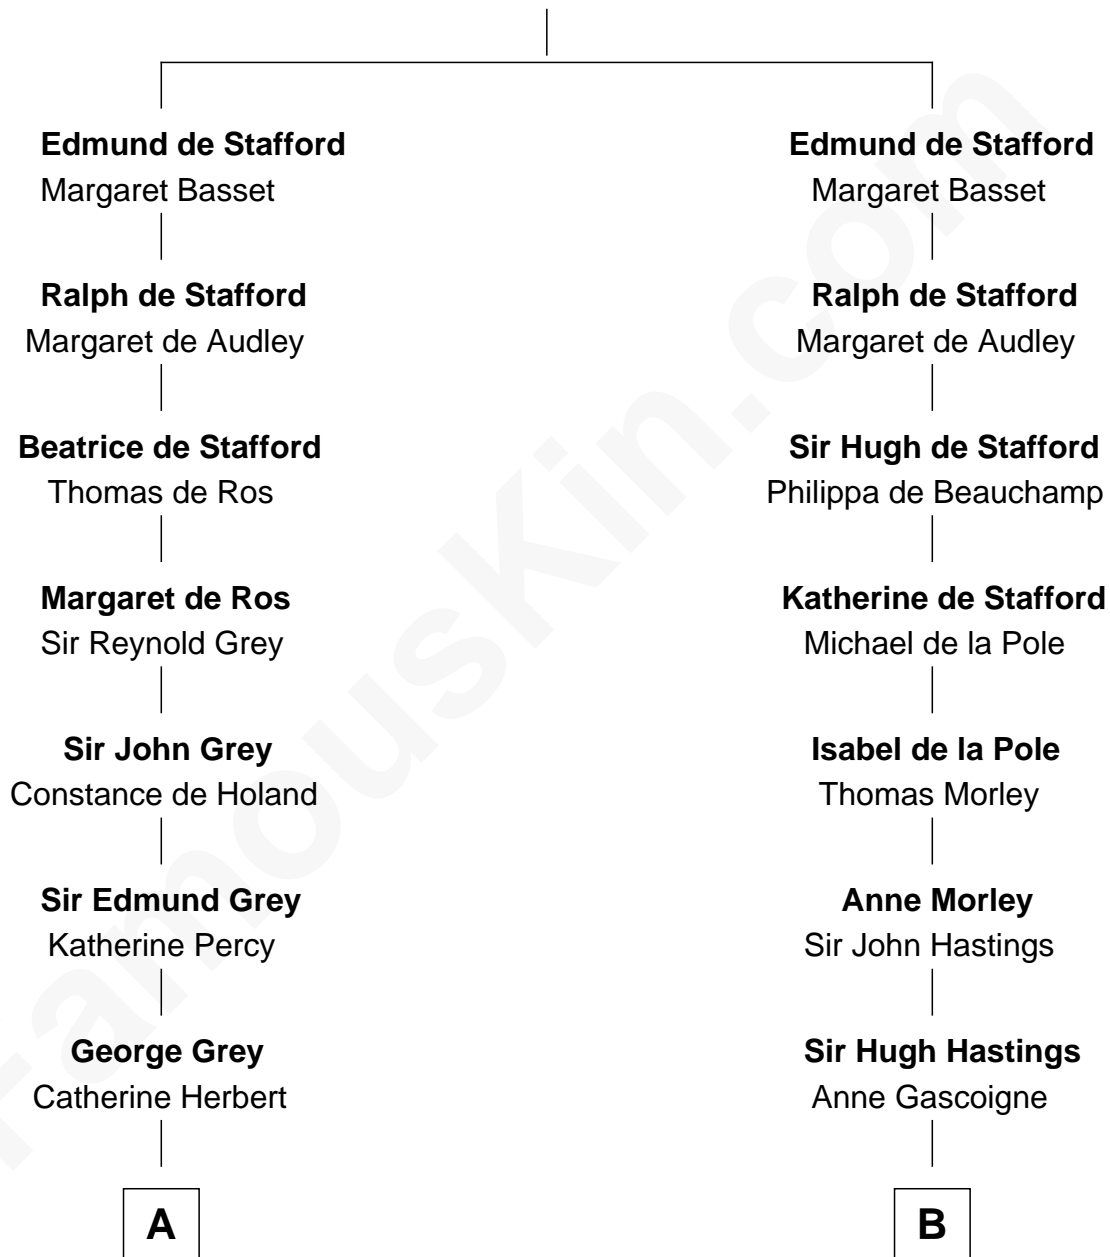 Edmund de Stafford
Margaret Basset
Ralph de Stafford
Margaret de Audley
Beatrice de Stafford
Thomas de Ros
Margaret de Ros
Sir Reynold Grey
Sir John Grey
Constance de Holand
Sir Edmund Grey
Katherine Percy
George Grey
Catherine Herbert
A
Edmund de Stafford
Margaret Basset
Ralph de Stafford
Margaret de Audley
Sir Hugh de Stafford
Philippa de Beauchamp
Katherine de Stafford
Michael de la Pole
Isabel de la Pole
Thomas Morley
Anne Morley
Sir John Hastings
Sir Hugh Hastings
Anne Gascoigne
B
FamousKin.com